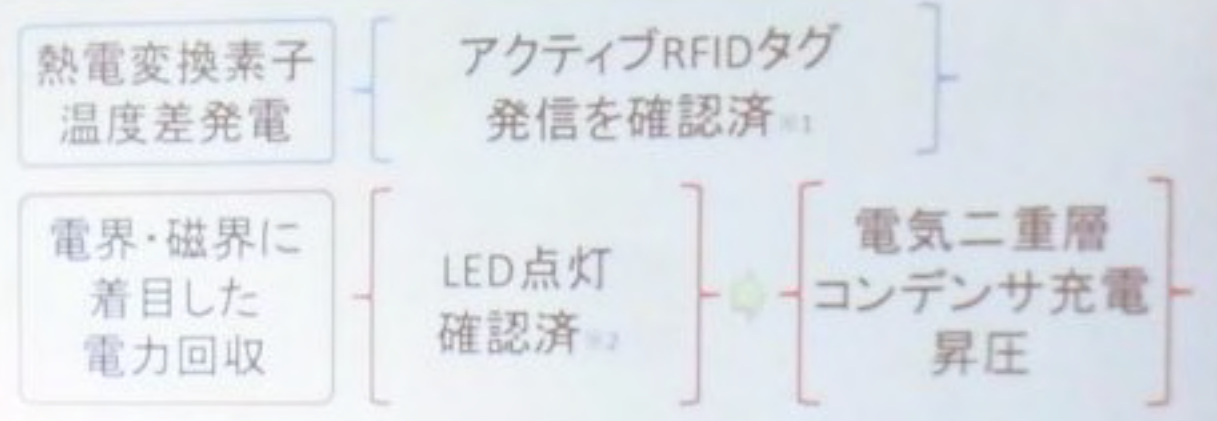 熱電変換素子
温度差発電
アクティブRFIDタグ
発信を確認済※1
電界・磁界に
着目した
電力回収
LED点灯
確認済※2
電気二重層
コンデンサ充電
昇圧